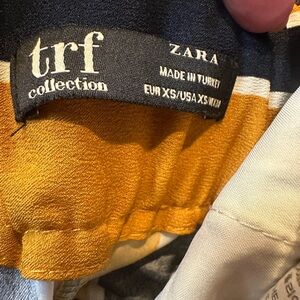 trf
collection
ZARA
MADE IN TURKEY
EUR XS/USA XS